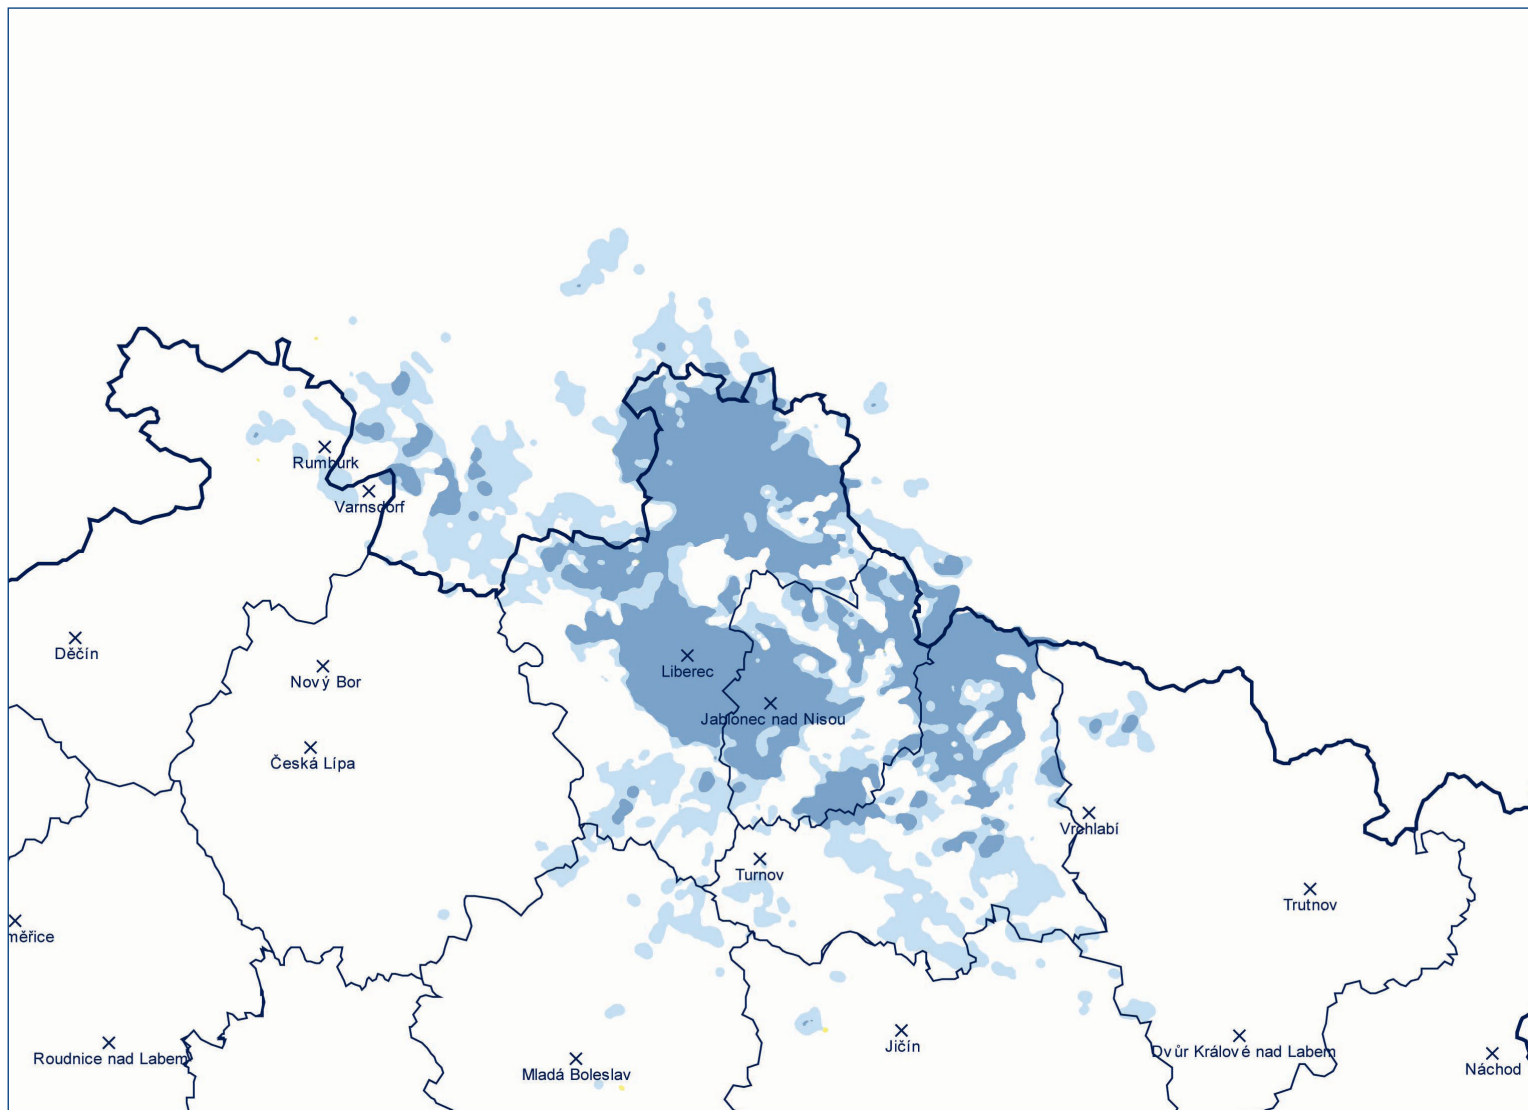 Rumburk
Varnsdorf
Děčín
Nový Bor
Liberec
Jablonec nad Nisou
Česká Lípa
Vrchlabí
Turnov
Trutnov
měřice
Roudnice nad Labem
Mladá Boleslav
Jičín
Dvůr Králové nad Labem
Náchod